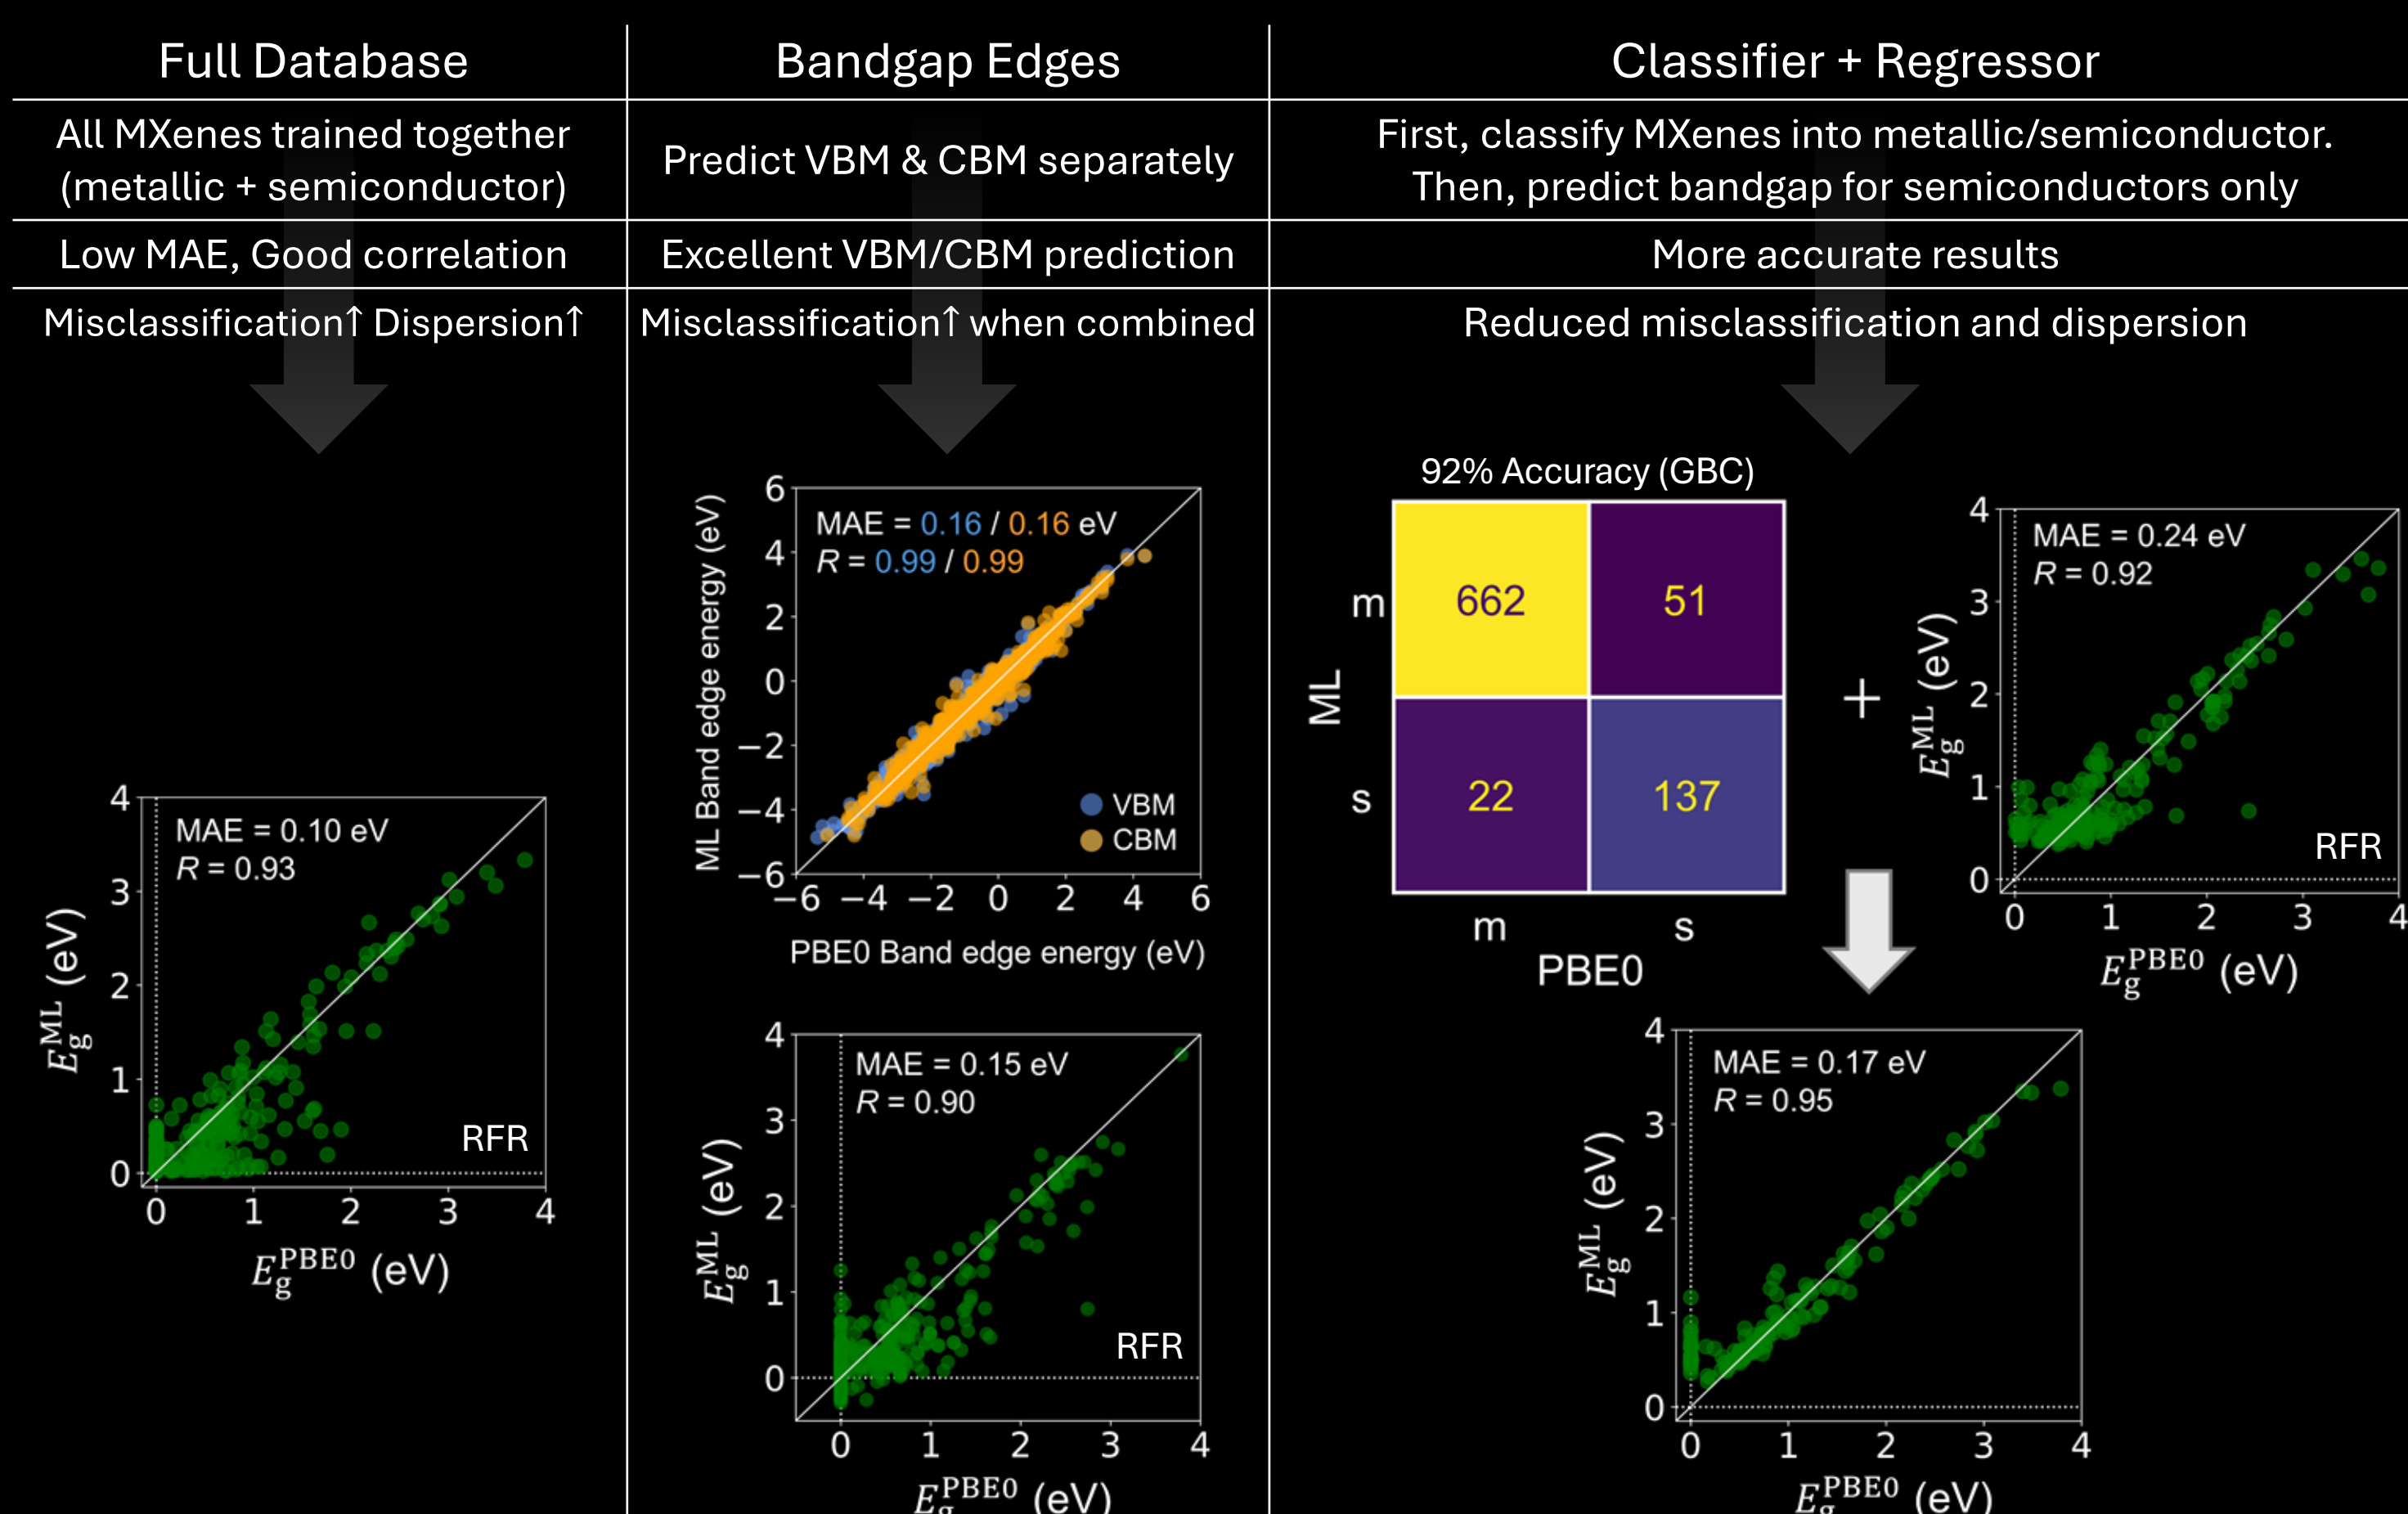 Full Database
All MXenes trained together
(metallic + semiconductor)
Low MAE, Good correlation
Misclassification↑ Dispersion↑
4
3
2
1
0
MAE = 0.10 eV
R = 0.93
RFR
0 1 2 3 4
E_g^ML (eV)
E_g^PBE0 (eV)
Bandgap Edges
Predict VBM & CBM separately
Excellent VBM/CBM prediction
Misclassification↑ when combined
6
4
2
0
−2
−4
−6
MAE = 0.16 / 0.16 eV
R = 0.99 / 0.99
VBM
CBM
−6 −4 −2 0 2 4 6
ML Band edge energy (eV)
PBE0 Band edge energy (eV)
4
3
2
1
0
MAE = 0.15 eV
R = 0.90
RFR
0 1 2 3 4
E_g^ML (eV)
E_g^PBE0 (eV)
Classifier + Regressor
First, classify MXenes into metallic/semiconductor.
Then, predict bandgap for semiconductors only
More accurate results
Reduced misclassification and dispersion
92% Accuracy (GBC)
m 662 51
s 22 137
ML
m s
PBE0
+
4
3
2
1
0
MAE = 0.24 eV
R = 0.92
RFR
0 1 2 3 4
E_g^ML (eV)
E_g^PBE0 (eV)
4
3
2
1
0
MAE = 0.17 eV
R = 0.95
0 1 2 3 4
E_g^ML (eV)
E_g^PBE0 (eV)